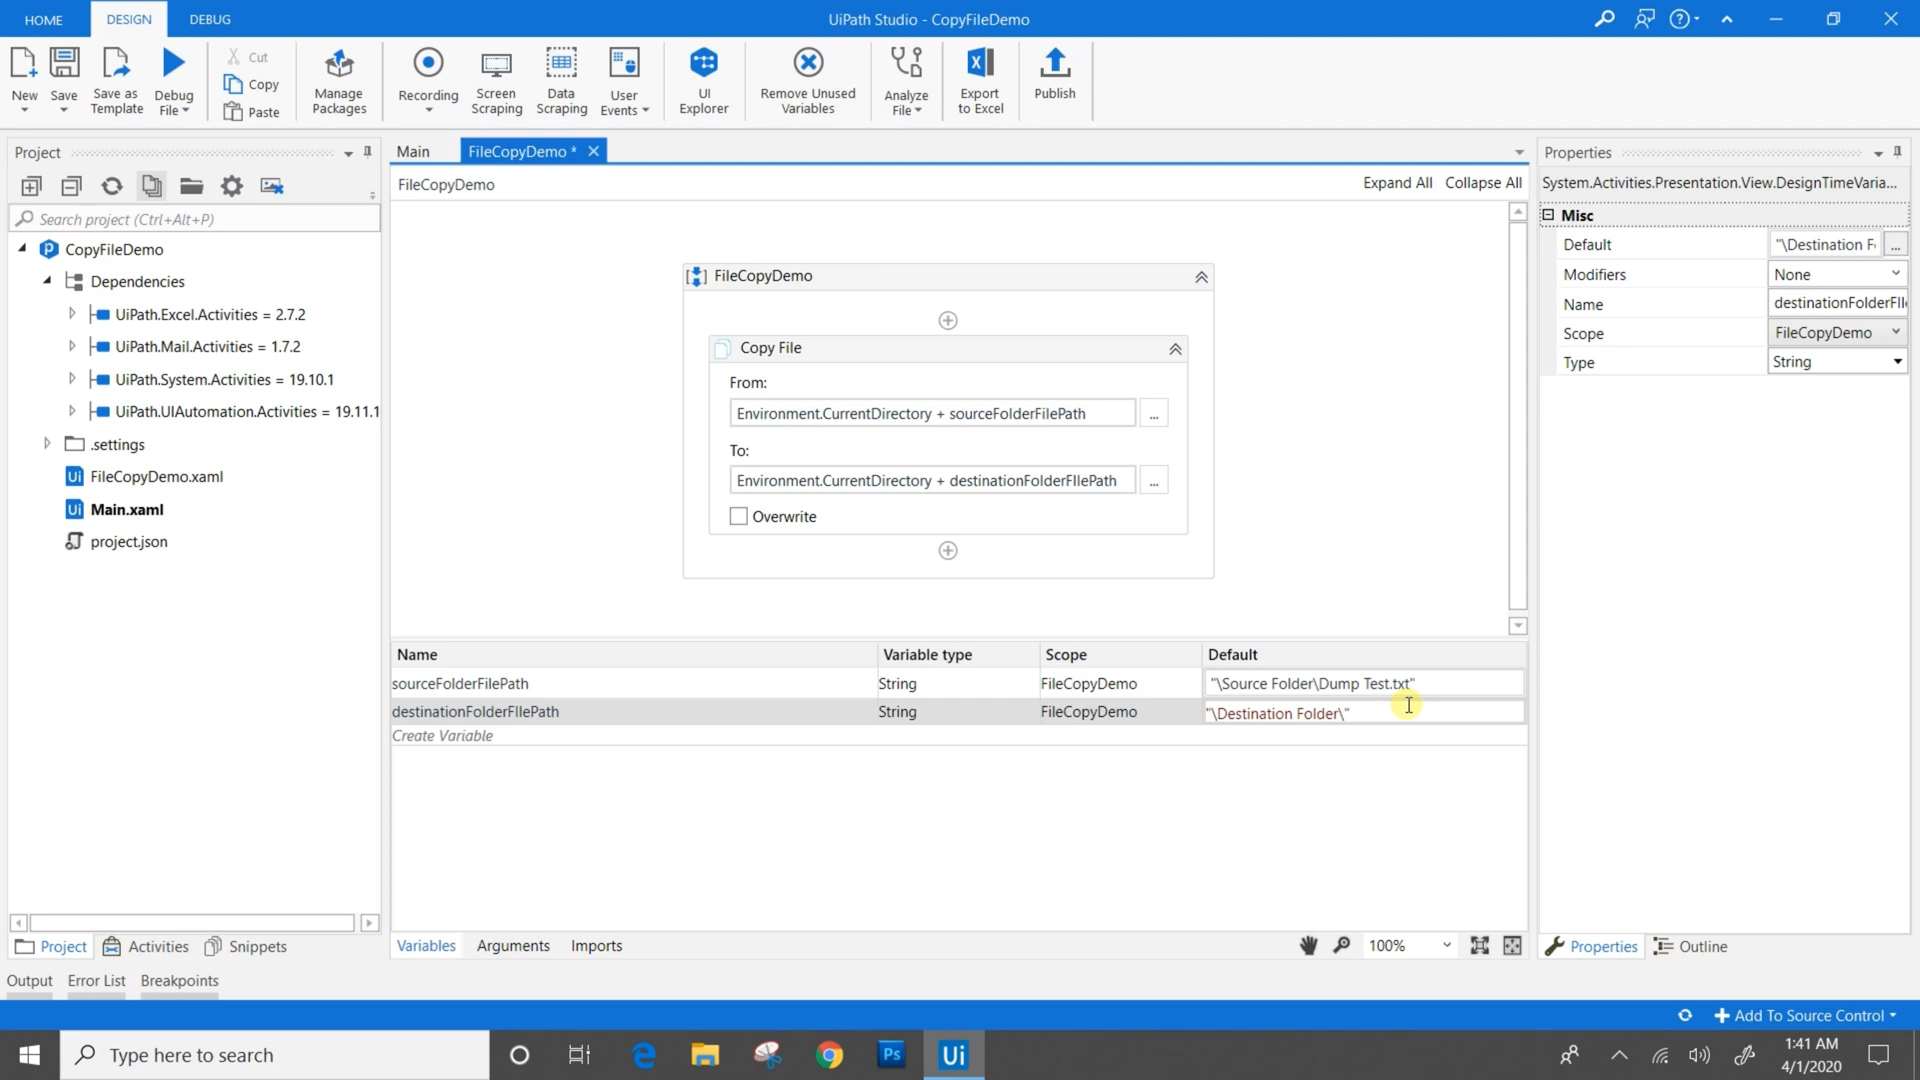 HOME DESIGN DEBUG UiPath Studio - CopyFileDemo
New Save Save as Template Debug File Cut Copy Paste Manage Packages Recording Screen Scraping Data Scraping User Events UI Explorer Remove Unused Variables Analyze File Export to Excel Publish
Project
Search project (Ctrl+Alt+P)
CopyFileDemo
Dependencies
UiPath.Excel.Activities = 2.7.2
UiPath.Mail.Activities = 1.7.2
UiPath.System.Activities = 19.10.1
UiPath.UIAutomation.Activities = 19.11.1
.settings
FileCopyDemo.xaml
Main.xaml
project.json
Project Activities Snippets
Main FileCopyDemo *
FileCopyDemo Expand All Collapse All
FileCopyDemo
Copy File
From:
Environment.CurrentDirectory + sourceFolderFilePath ...
To:
Environment.CurrentDirectory + destinationFolderFIlePath ...
Overwrite
Name Variable type Scope Default
sourceFolderFilePath String FileCopyDemo "\Source Folder\Dump Test.txt"
destinationFolderFIlePath String FileCopyDemo "\Destination Folder\"
Create Variable
Variables Arguments Imports 100%
Properties
System.Activities.Presentation.View.DesignTimeVaria...
Misc
Default "\Destination F ...
Modifiers None
Name destinationFolderFIl
Scope FileCopyDemo
Type String
Properties Outline
Output Error List Breakpoints
Add To Source Control
Type here to search Ps Ui 1:41 AM
4/1/2020